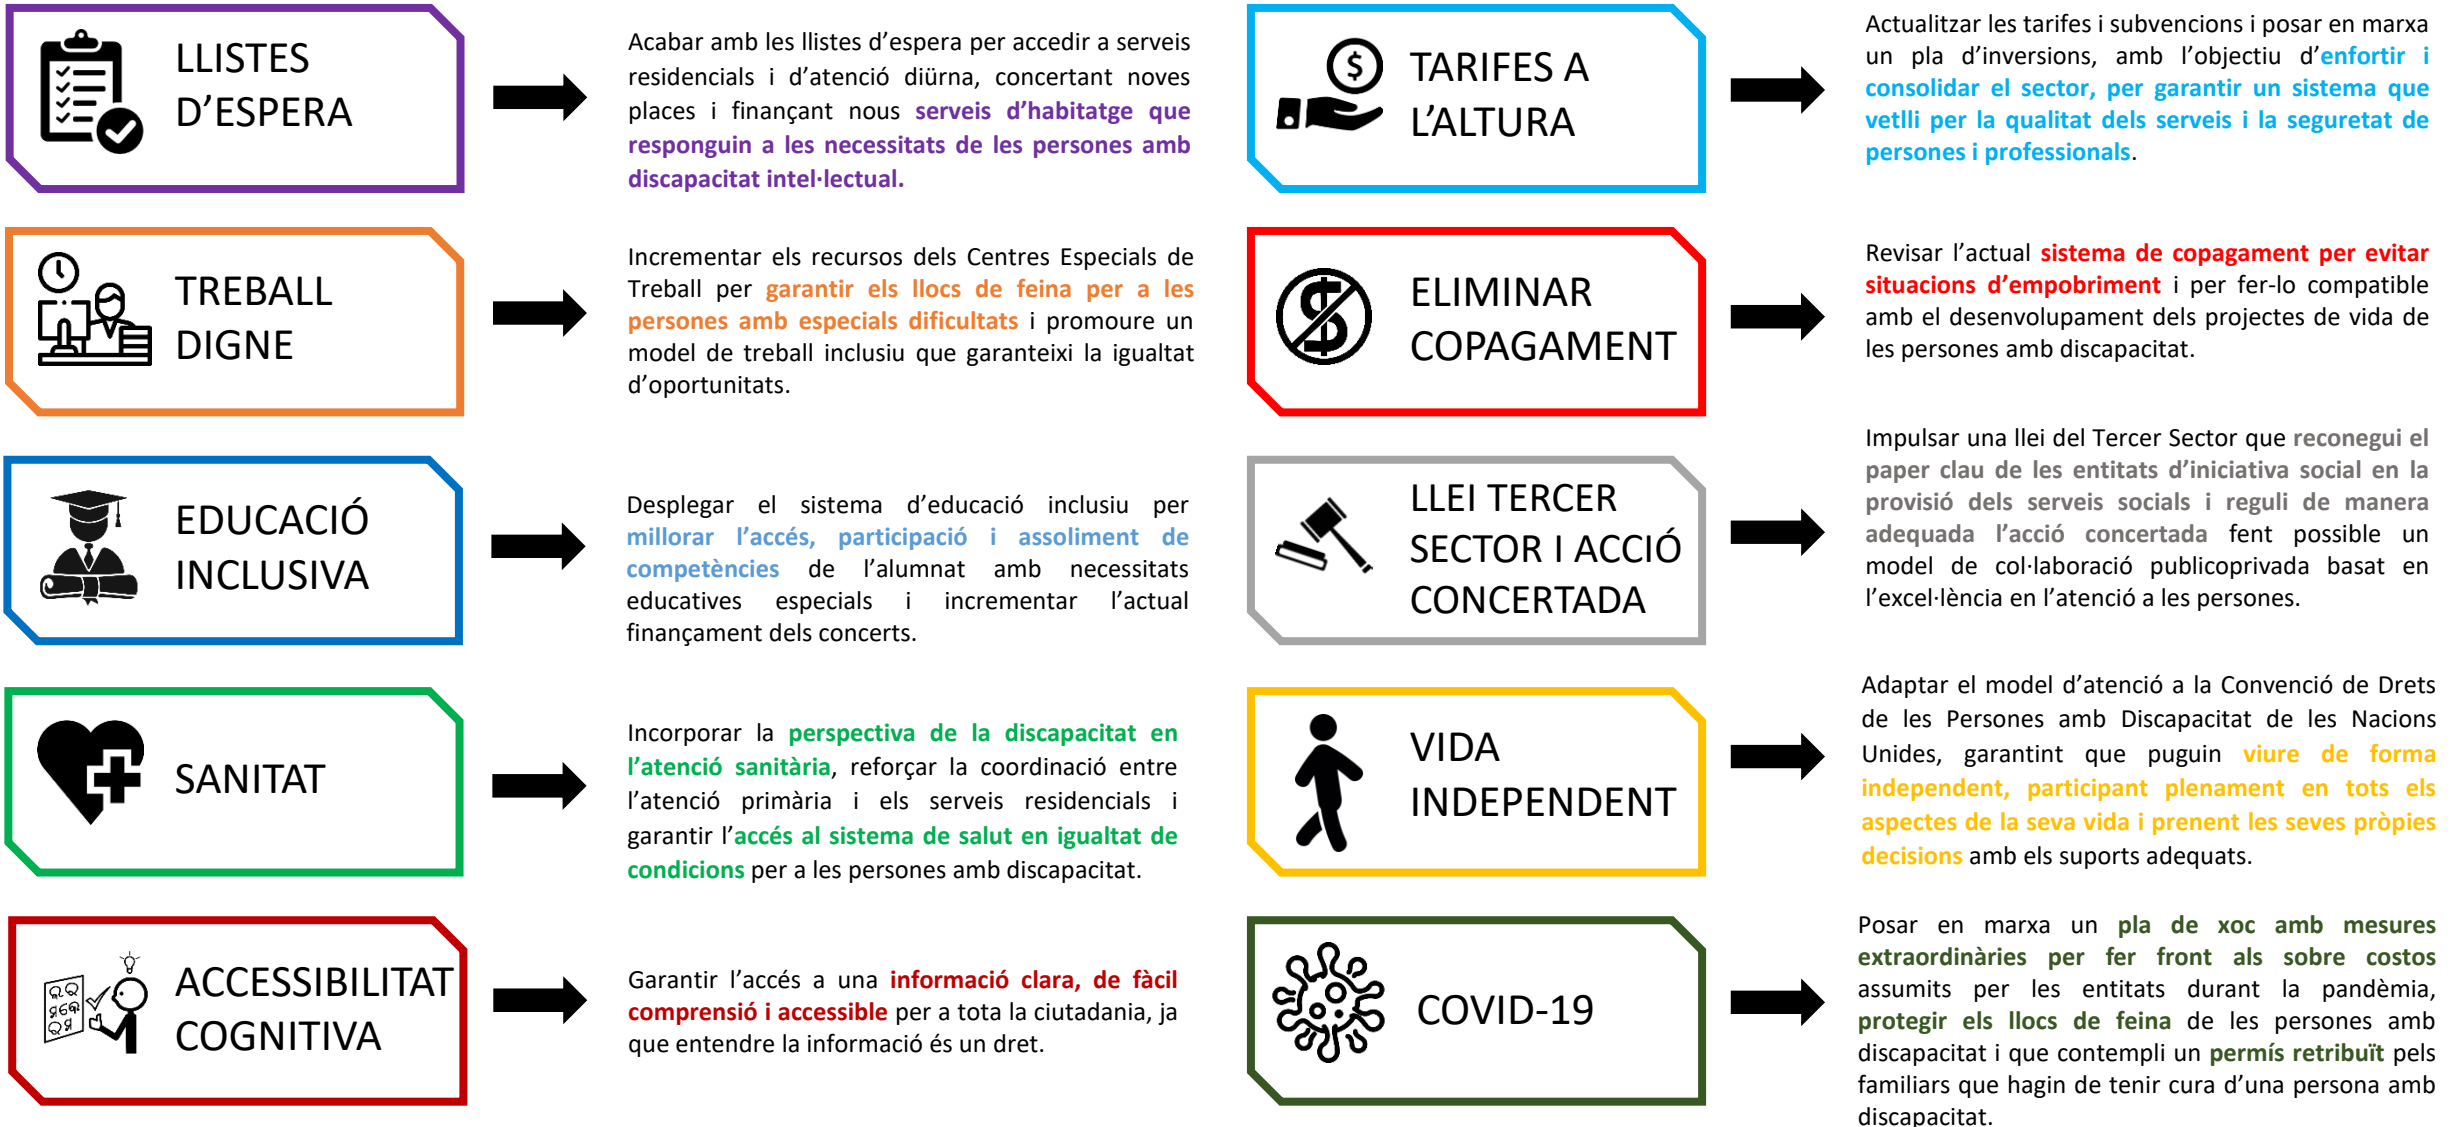 LLISTES
D’ESPERA
Acabar amb les llistes d’espera per accedir a serveis
residencials i d’atenció diürna, concertant noves
places i finançant nous serveis d’habitatge que
responguin a les necessitats de les persones amb
discapacitat intel·lectual.
TREBALL
DIGNE
Incrementar els recursos dels Centres Especials de
Treball per garantir els llocs de feina per a les
persones amb especials dificultats i promoure un
model de treball inclusiu que garanteixi la igualtat
d’oportunitats.
EDUCACIÓ
INCLUSIVA
Desplegar el sistema d’educació inclusiu per
millorar l’accés, participació i assoliment de
competències de l’alumnat amb necessitats
educatives especials i incrementar l’actual
finançament dels concerts.
SANITAT
Incorporar la perspectiva de la discapacitat en
l’atenció sanitària, reforçar la coordinació entre
l’atenció primària i els serveis residencials i
garantir l’accés al sistema de salut en igualtat de
condicions per a les persones amb discapacitat.
ACCESSIBILITAT
COGNITIVA
Garantir l’accés a una informació clara, de fàcil
comprensió i accessible per a tota la ciutadania, ja
que entendre la informació és un dret.
TARIFES A
L’ALTURA
Actualitzar les tarifes i subvencions i posar en marxa
un pla d’inversions, amb l’objectiu d’enfortir i
consolidar el sector, per garantir un sistema que
vetlli per la qualitat dels serveis i la seguretat de
persones i professionals.
ELIMINAR
COPAGAMENT
Revisar l’actual sistema de copagament per evitar
situacions d’empobriment i per fer-lo compatible
amb el desenvolupament dels projectes de vida de
les persones amb discapacitat.
LLEI TERCER
SECTOR I ACCIÓ
CONCERTADA
Impulsar una llei del Tercer Sector que reconegui el
paper clau de les entitats d’iniciativa social en la
provisió dels serveis socials i reguli de manera
adequada l’acció concertada fent possible un
model de col·laboració publicoprivada basat en
l’excel·lència en l’atenció a les persones.
VIDA
INDEPENDENT
Adaptar el model d’atenció a la Convenció de Drets
de les Persones amb Discapacitat de les Nacions
Unides, garantint que puguin viure de forma
independent, participant plenament en tots els
aspectes de la seva vida i prenent les seves pròpies
decisions amb els suports adequats.
COVID-19
Posar en marxa un pla de xoc amb mesures
extraordinàries per fer front als sobre costos
assumits per les entitats durant la pandèmia,
protegir els llocs de feina de les persones amb
discapacitat i que contempli un permís retribuït pels
familiars que hagin de tenir cura d’una persona amb
discapacitat.